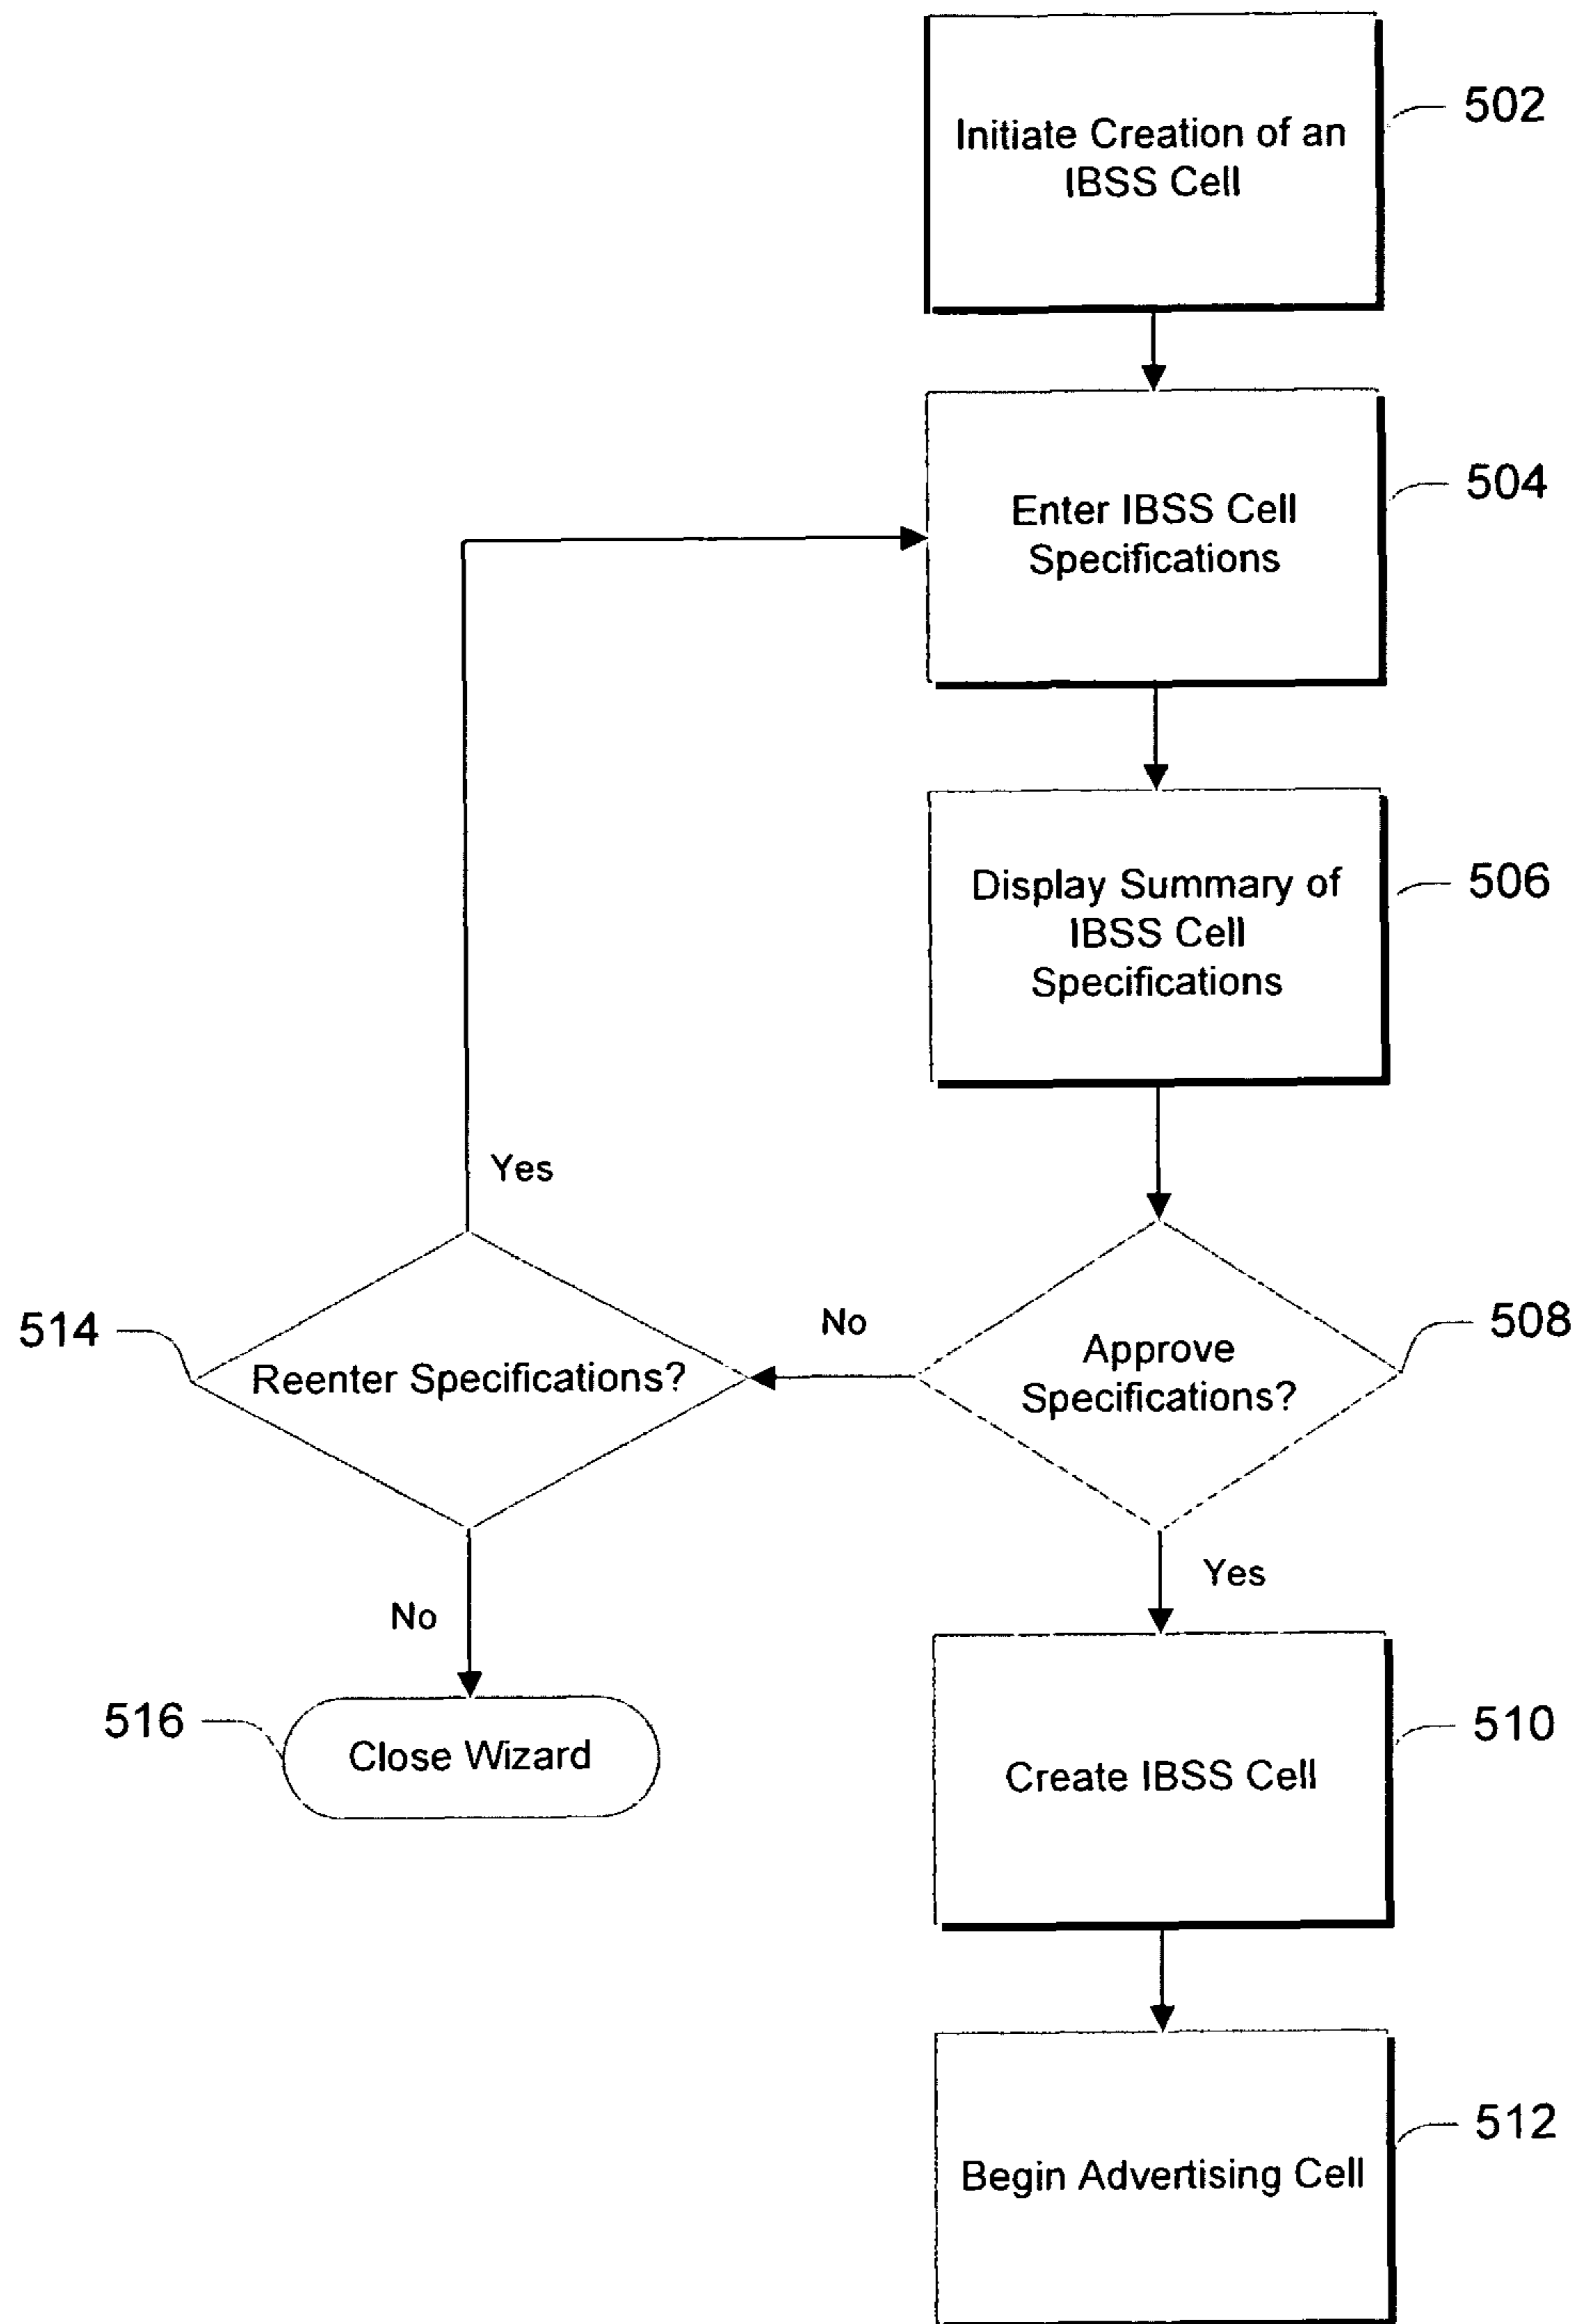 Initiate Creation of an
IBSS Cell
502
Enter IBSS Cell
Specifications
504
Display Summary of
IBSS Cell
Specifications
506
Yes
514
Reenter Specifications?
No
Approve
Specifications?
508
No
Yes
516
Close Wizard
Create IBSS Cell
510
Begin Advertising Cell
512